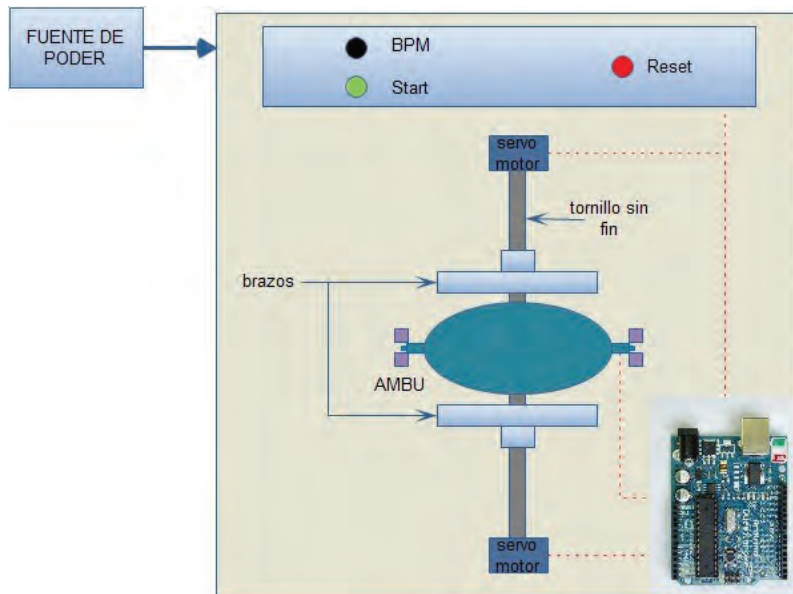 FUENTE DE
PODER
BPM
Start
Reset
servo
motor
tornillo sin
fin
brazos
AMBU
servo
motor